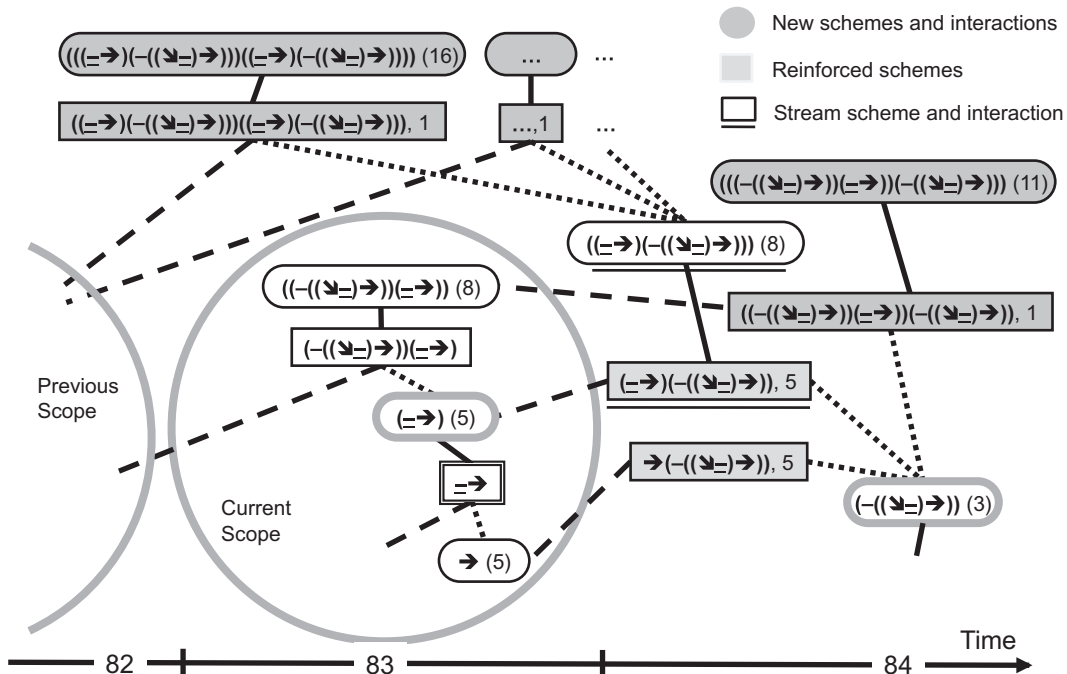 New schemes and interactions
(((=➔)(–((➘=)➔)))((=➔)(–((➘=)➔)))) (16)
...
...
Reinforced schemes
((=➔)(–((➘=)➔)))((=➔)(–((➘=)➔))), 1
...,1
...
Stream scheme and interaction
(((–((➘=)➔))(=➔))(–((➘=)➔))) (11)
((=➔)(–((➘=)➔))) (8)
((–((➘=)➔))(=➔)) (8)
((–((➘=)➔))(=➔))(–((➘=)➔)), 1
(–((➘=)➔))(=➔)
Previous
Scope
(=➔)(–((➘=)➔)), 5
(=➔) (5)
➔(–((➘=)➔)), 5
=➔
(–((➘=)➔)) (3)
Current
Scope
➔ (5)
Time
82
83
84